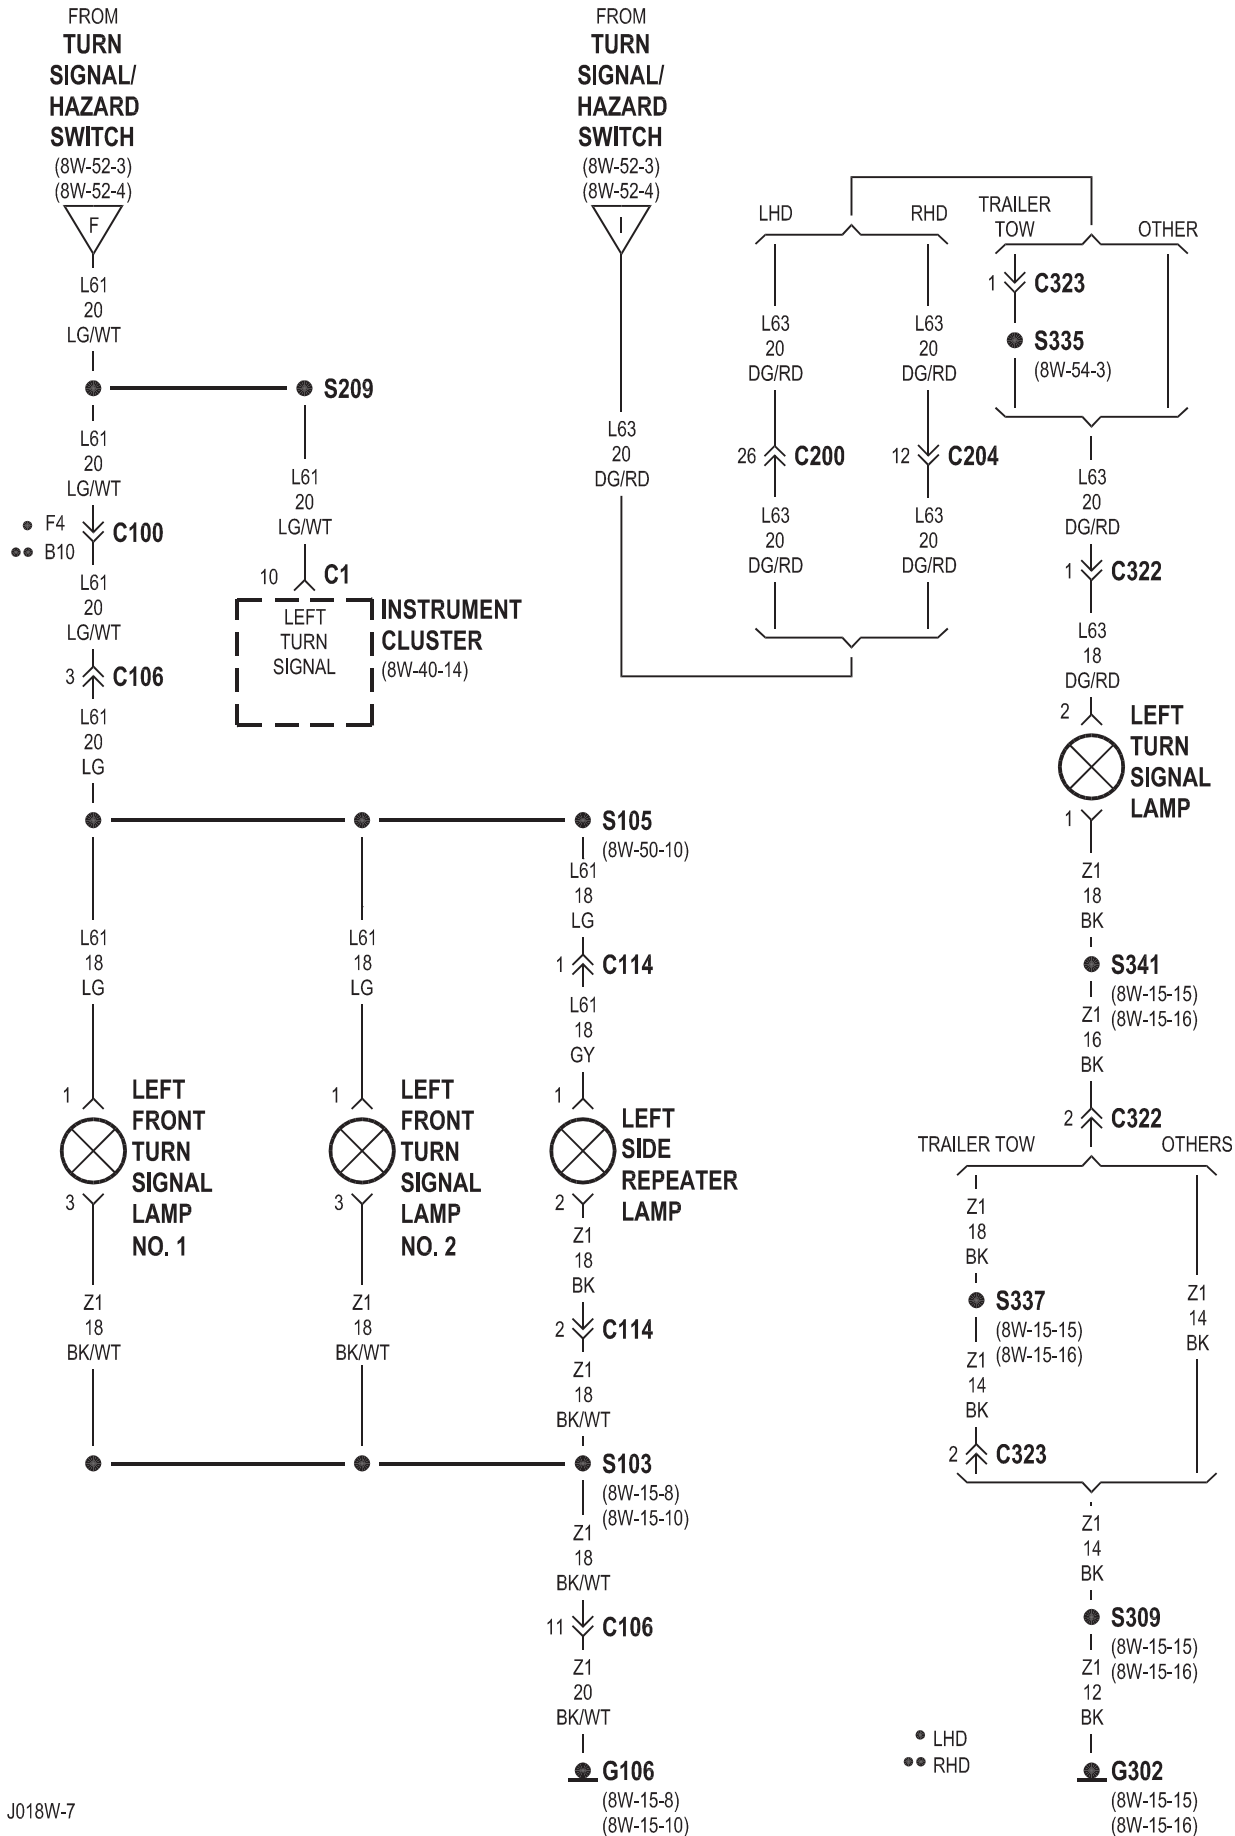 FROM
TURN
SIGNAL/
HAZARD
SWITCH
(8W-52-3)
(8W-52-4)
F
L61
20
LG/WT
S209
L61
20
LG/WT
F4
B10
C100
L61
20
LG/WT
3
C106
L61
20
LG
L61
20
LG/WT
10
C1
LEFT
TURN
SIGNAL
INSTRUMENT
CLUSTER
(8W-40-14)
S105
(8W-50-10)
L61
18
LG
1
LEFT
FRONT
TURN
SIGNAL
LAMP
NO. 1
3
Z1
18
BK/WT
L61
18
LG
1
LEFT
FRONT
TURN
SIGNAL
LAMP
NO. 2
3
Z1
18
BK/WT
L61
18
LG
1
C114
L61
18
GY
1
LEFT
SIDE
REPEATER
LAMP
2
Z1
18
BK
2
C114
Z1
18
BK/WT
S103
(8W-15-8)
(8W-15-10)
Z1
18
BK/WT
11
C106
Z1
20
BK/WT
G106
(8W-15-8)
(8W-15-10)
FROM
TURN
SIGNAL/
HAZARD
SWITCH
(8W-52-3)
(8W-52-4)
I
L63
20
DG/RD
LHD
RHD
L63
20
DG/RD
26
C200
L63
20
DG/RD
L63
20
DG/RD
12
C204
L63
20
DG/RD
TRAILER
TOW
OTHER
1
C323
S335
(8W-54-3)
L63
20
DG/RD
1
C322
L63
18
DG/RD
2
LEFT
TURN
SIGNAL
LAMP
1
Z1
18
BK
S341
(8W-15-15)
(8W-15-16)
Z1
16
BK
2
C322
TRAILER TOW
OTHERS
Z1
18
BK
S337
(8W-15-15)
(8W-15-16)
Z1
14
BK
2
C323
Z1
14
BK
Z1
14
BK
S309
(8W-15-15)
(8W-15-16)
Z1
12
BK
G302
(8W-15-15)
(8W-15-16)
LHD
RHD
J018W-7